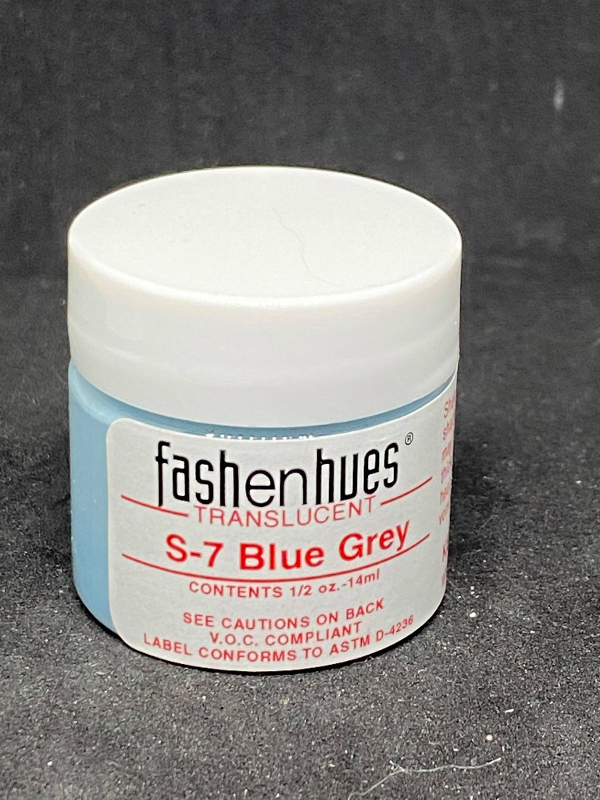 fashenhues®
TRANSLUCENT
S-7 Blue Grey
CONTENTS 1/2 oz.-14ml
SEE CAUTIONS ON BACK
V.O.C. COMPLIANT
LABEL CONFORMS TO ASTM D-4236